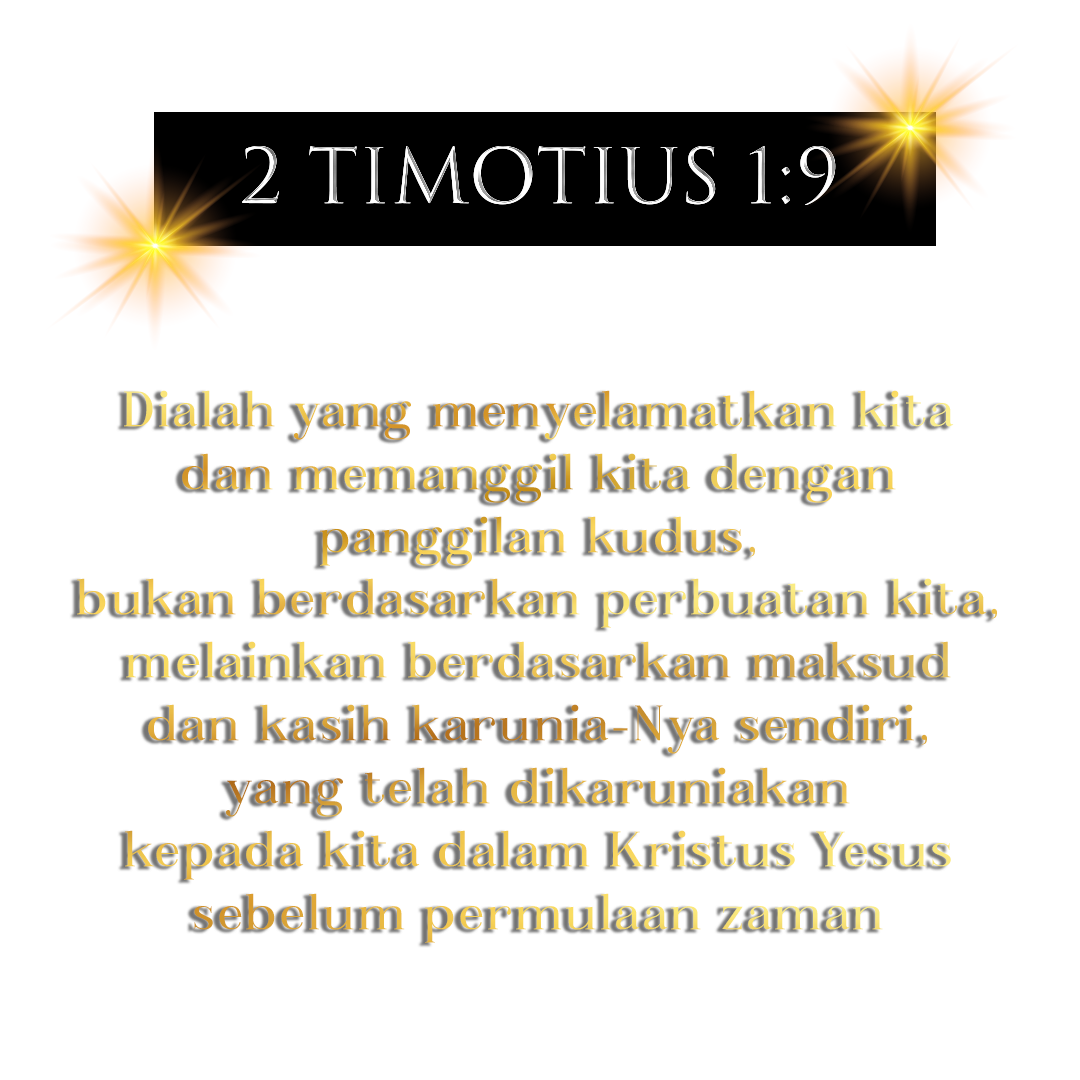 2 TIMOTIUS 1:9
Dialah yang menyelamatkan kita
dan memanggil kita dengan
panggilan kudus,
bukan berdasarkan perbuatan kita,
melainkan berdasarkan maksud
dan kasih karunia-Nya sendiri,
yang telah dikaruniakan
kepada kita dalam Kristus Yesus
sebelum permulaan zaman